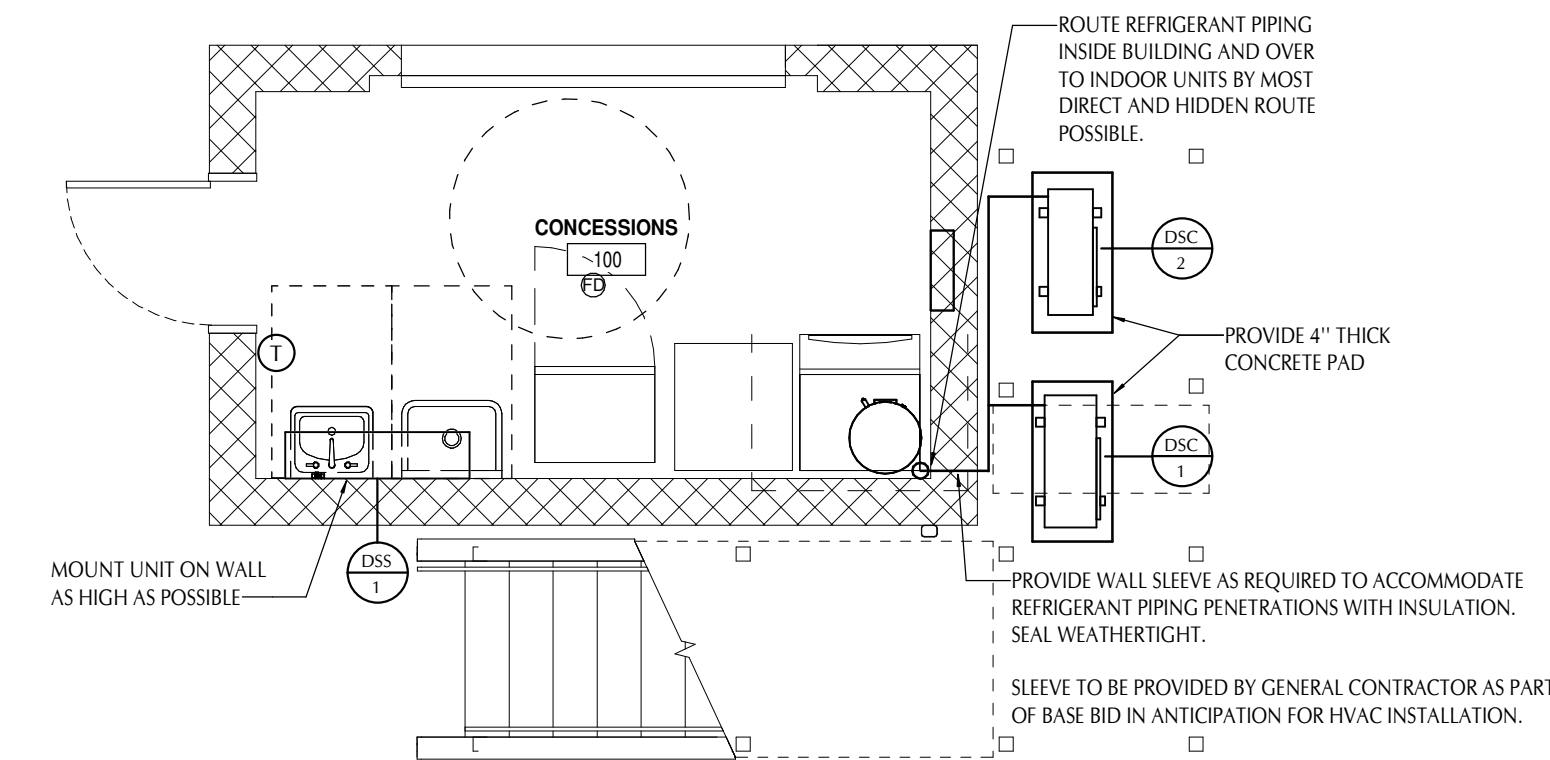 ROUTE REFRIGERANT PIPING
INSIDE BUILDING AND OVER
TO INDOOR UNITS BY MOST
DIRECT AND HIDDEN ROUTE
POSSIBLE.
CONCESSIONS
100
FD
DSC
2
PROVIDE 4" THICK
CONCRETE PAD
T
DSC
1
MOUNT UNIT ON WALL
AS HIGH AS POSSIBLE
DSS
1
PROVIDE WALL SLEEVE AS REQUIRED TO ACCOMMODATE
REFRIGERANT PIPING PENETRATIONS WITH INSULATION.
SEAL WEATHERTIGHT.
SLEEVE TO BE PROVIDED BY GENERAL CONTRACTOR AS PART
OF BASE BID IN ANTICIPATION FOR HVAC INSTALLATION.